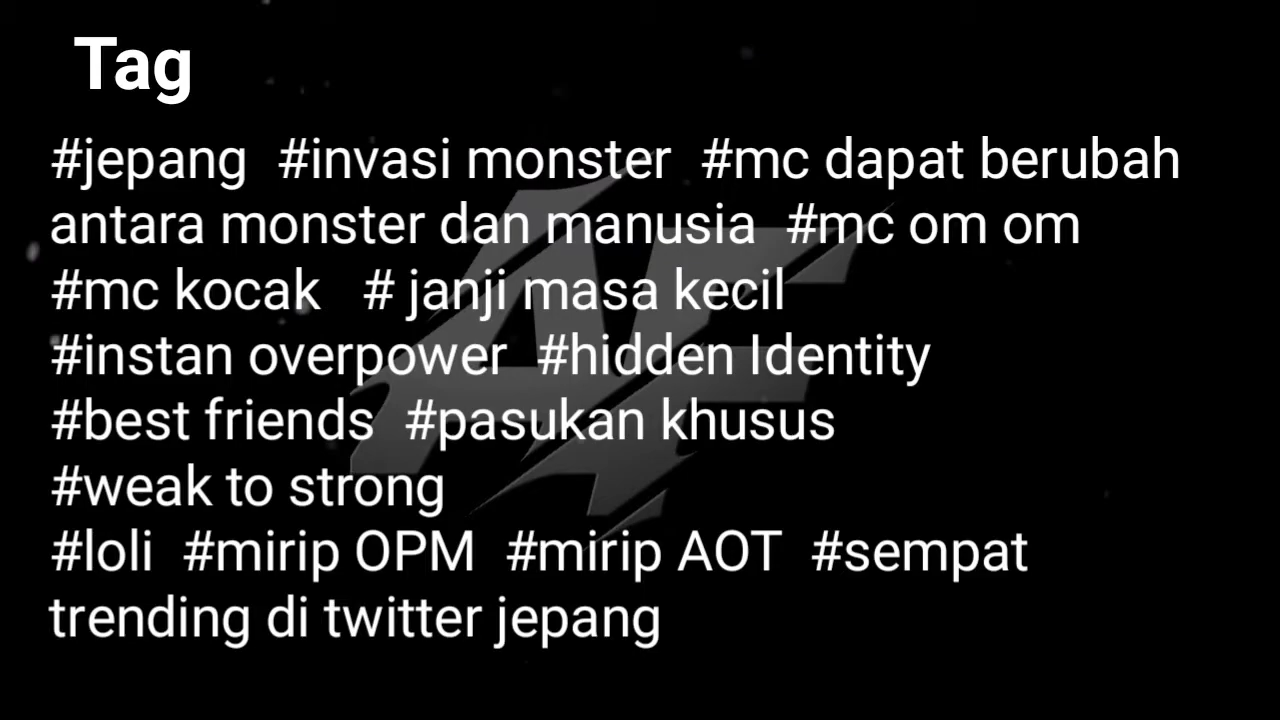 Tag
#jepang #invasi monster #mc dapat berubah
antara monster dan manusia #mc om om
#mc kocak # janji masa kecil
#instan overpower #hidden Identity
#best friends #pasukan khusus
#weak to strong
#loli #mirip OPM #mirip AOT #sempat
trending di twitter jepang